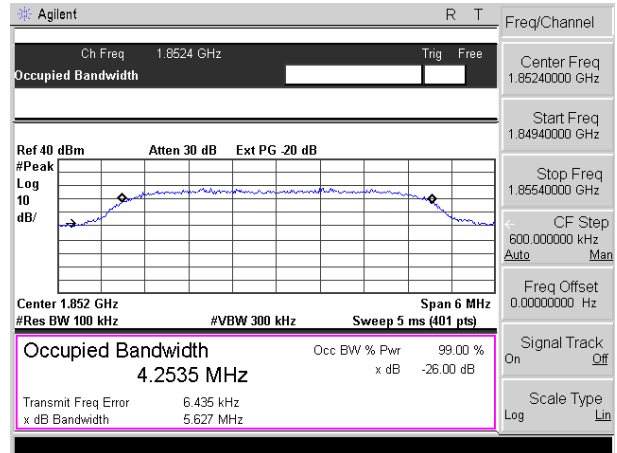 Agilent R T
Freq/Channel
Ch Freq 1.8524 GHz Trig Free
Occupied Bandwidth
Center Freq
1.85240000 GHz
Start Freq
1.84940000 GHz
Stop Freq
1.85540000 GHz
CF Step
600.000000 kHz
Auto Man
Freq Offset
0.00000000 Hz
Signal Track
On Off
Scale Type
Log Lin
Ref 40 dBm Atten 30 dB Ext PG -20 dB
#Peak
Log
10
dB/
Center 1.852 GHz Span 6 MHz
#Res BW 100 kHz #VBW 300 kHz Sweep 5 ms (401 pts)
Occupied Bandwidth Occ BW % Pwr 99.00 %
4.2535 MHz x dB -26.00 dB
Transmit Freq Error 6.435 kHz
x dB Bandwidth 5.627 MHz